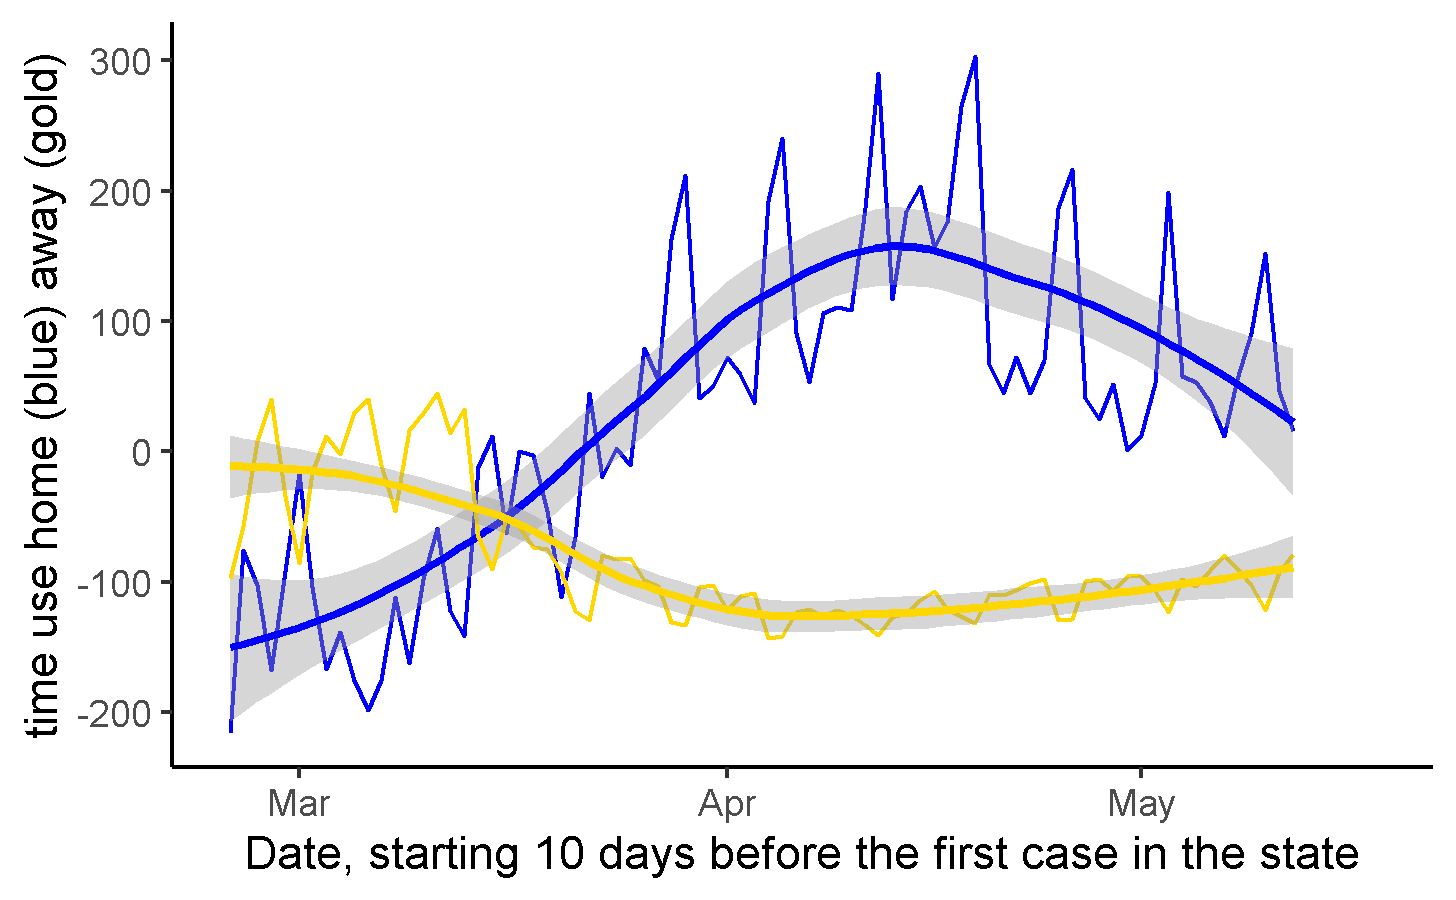 time use home (blue) away (gold)
300
200
100
0
-100
-200
Mar Apr May
Date, starting 10 days before the first case in the state